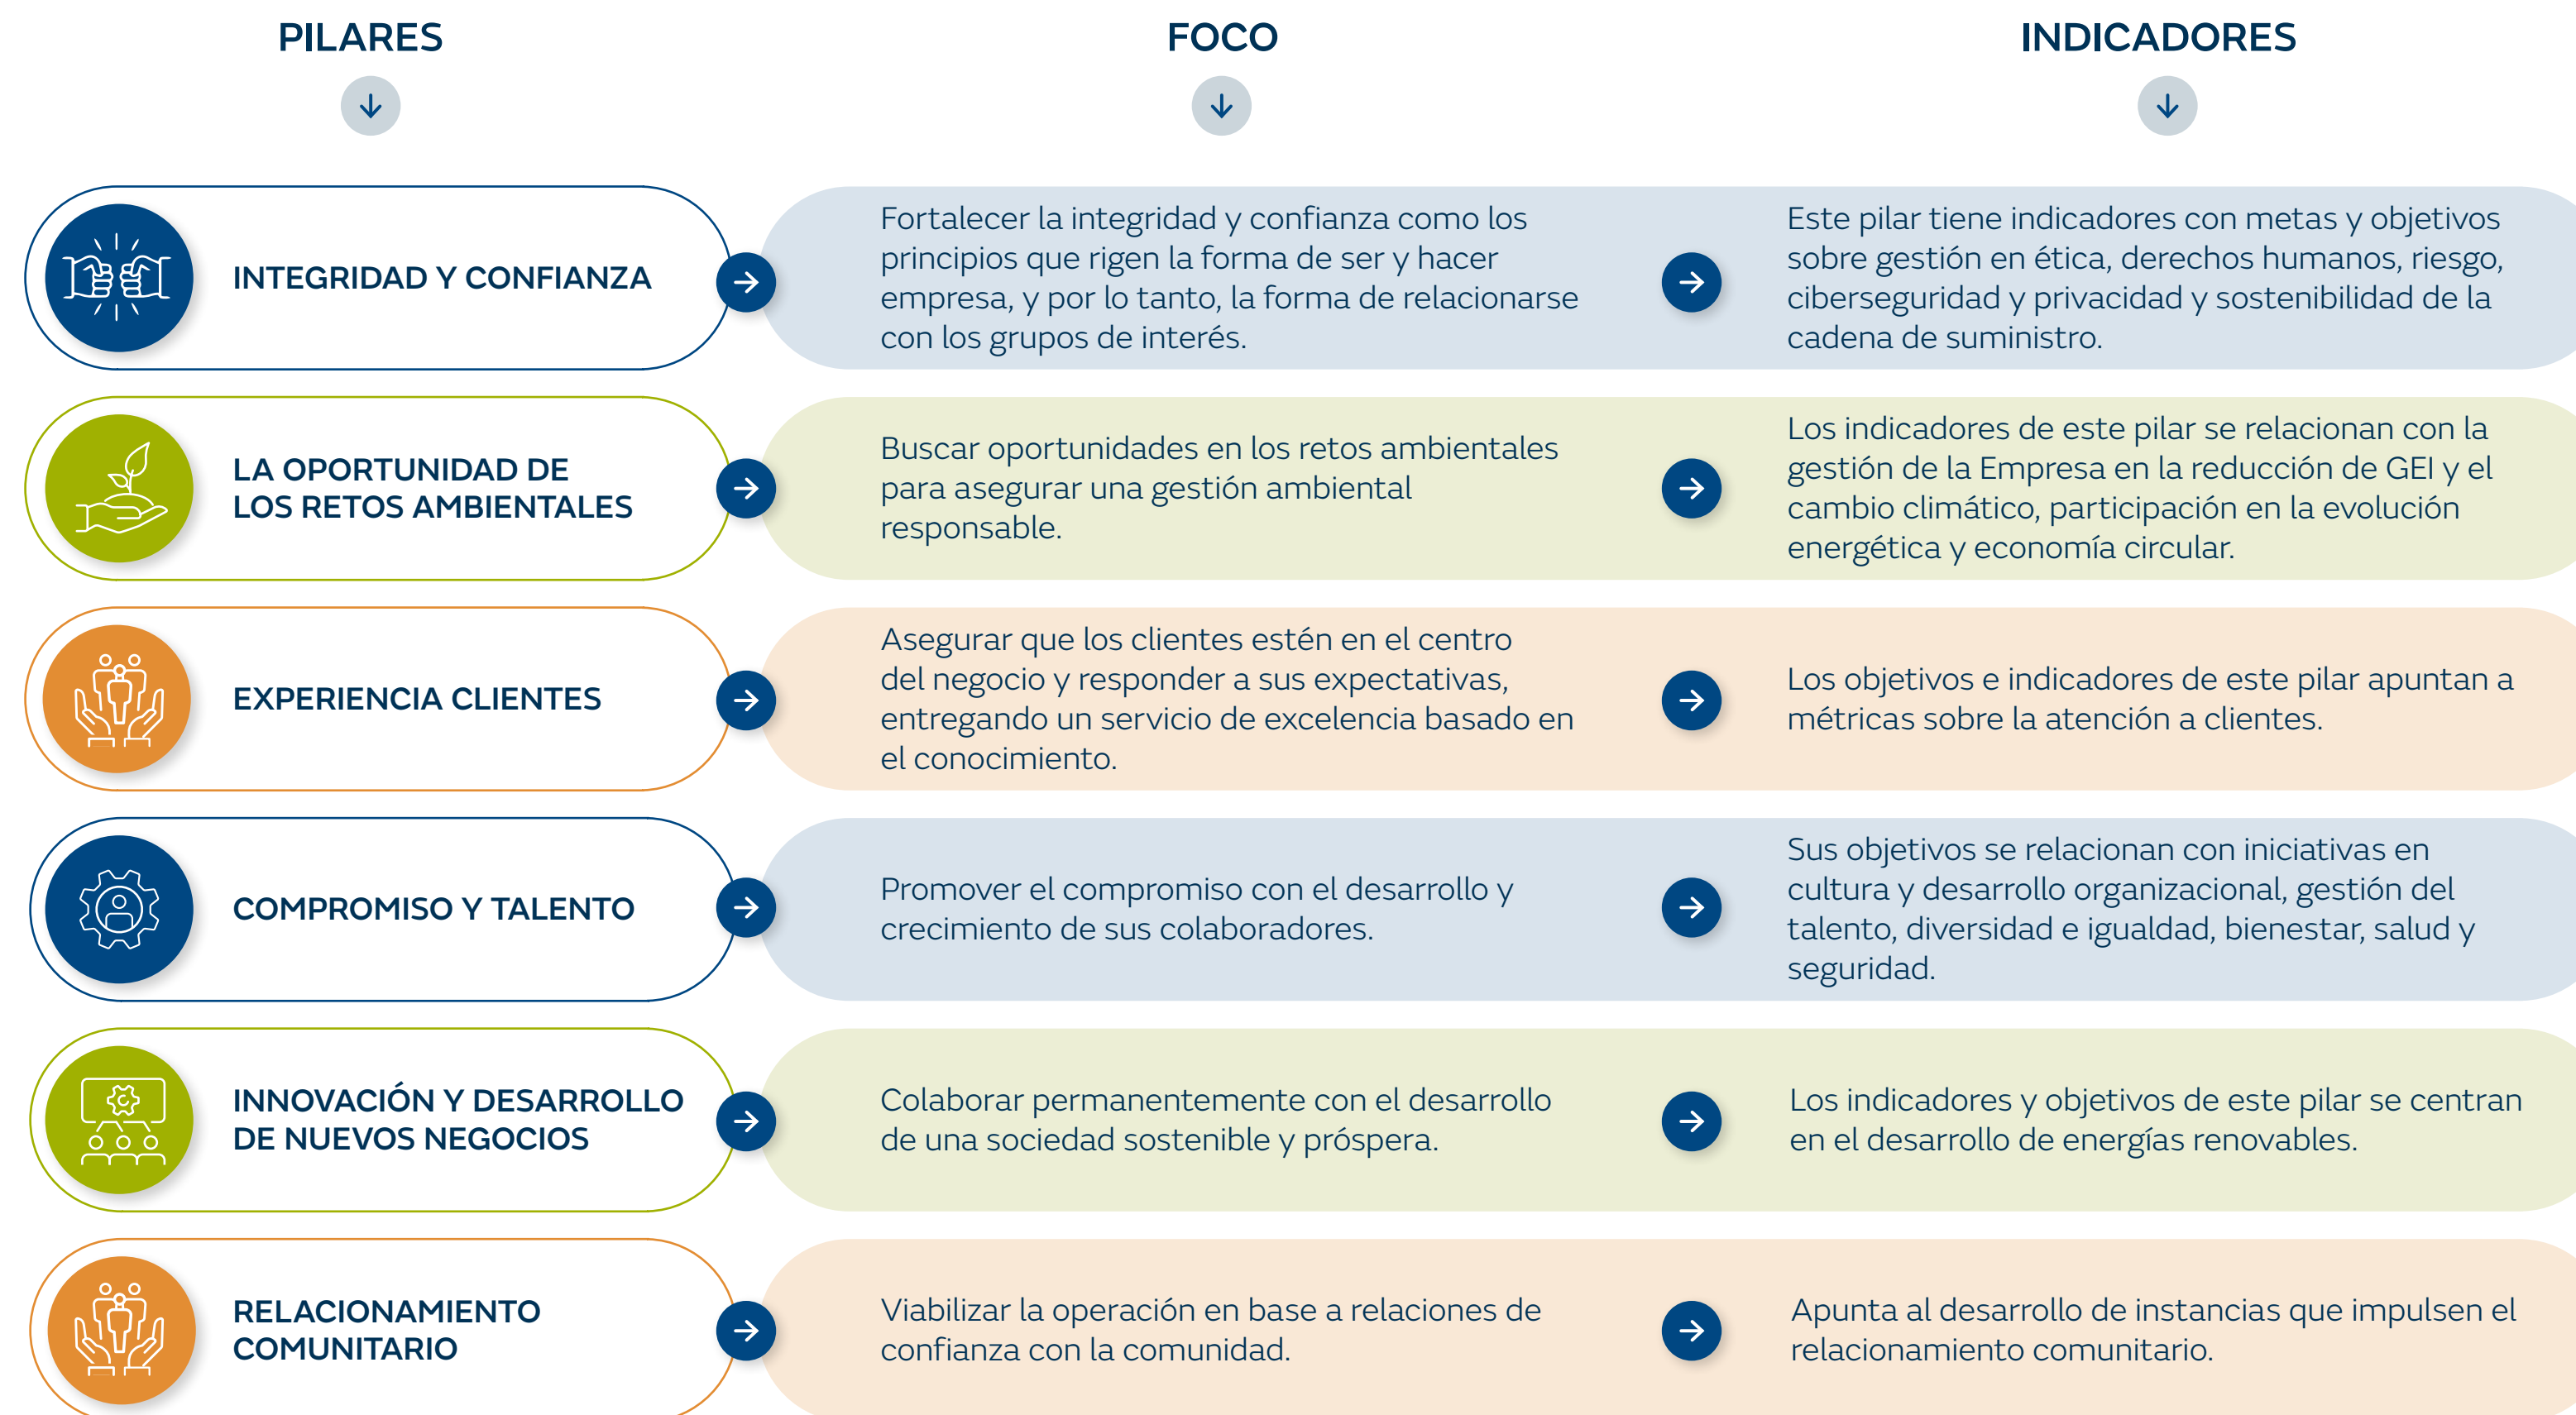 PILARES
FOCO
INDICADORES
INTEGRIDAD Y CONFIANZA
Fortalecer la integridad y confianza como los
principios que rigen la forma de ser y hacer
empresa, y por lo tanto, la forma de relacionarse
con los grupos de interés.
Este pilar tiene indicadores con metas y objetivos
sobre gestión en ética, derechos humanos, riesgo,
ciberseguridad y privacidad y sostenibilidad de la
cadena de suministro.
LA OPORTUNIDAD DE
LOS RETOS AMBIENTALES
Buscar oportunidades en los retos ambientales
para asegurar una gestión ambiental
responsable.
Los indicadores de este pilar se relacionan con la
gestión de la Empresa en la reducción de GEI y el
cambio climático, participación en la evolución
energética y economía circular.
EXPERIENCIA CLIENTES
Asegurar que los clientes estén en el centro
del negocio y responder a sus expectativas,
entregando un servicio de excelencia basado en
el conocimiento.
Los objetivos e indicadores de este pilar apuntan a
métricas sobre la atención a clientes.
COMPROMISO Y TALENTO
Promover el compromiso con el desarrollo y
crecimiento de sus colaboradores.
Sus objetivos se relacionan con iniciativas en
cultura y desarrollo organizacional, gestión del
talento, diversidad e igualdad, bienestar, salud y
seguridad.
INNOVACIÓN Y DESARROLLO
DE NUEVOS NEGOCIOS
Colaborar permanentemente con el desarrollo
de una sociedad sostenible y próspera.
Los indicadores y objetivos de este pilar se centran
en el desarrollo de energías renovables.
RELACIONAMIENTO
COMUNITARIO
Viabilizar la operación en base a relaciones de
confianza con la comunidad.
Apunta al desarrollo de instancias que impulsen el
relacionamiento comunitario.